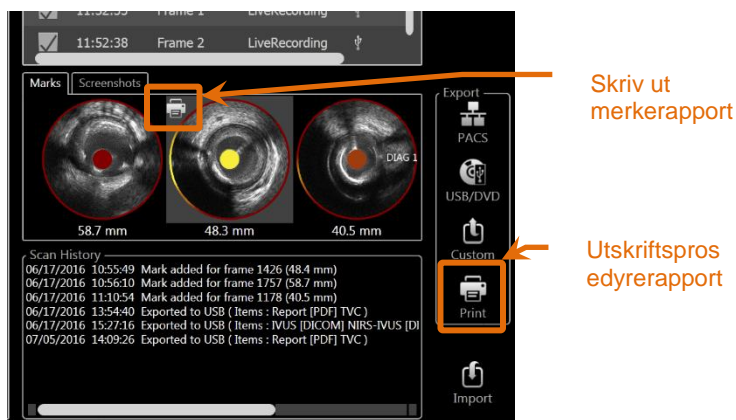 11:52:35 Frame 1 LiveRecording
11:52:38 Frame 2 LiveRecording
Marks Screenshots
DIAG 1
58.7 mm 48.3 mm 40.5 mm
Scan History
06/17/2016 10:55:49 Mark added for frame 1426 (48.4 mm)
06/17/2016 10:56:10 Mark added for frame 1757 (58.7 mm)
06/17/2016 11:10:54 Mark added for frame 1178 (40.5 mm)
06/17/2016 13:54:40 Exported to USB ( Items : Report [PDF] TVC )
06/17/2016 15:27:16 Exported to USB ( Items : IVUS [DICOM] NIRS-IVUS [DI
07/05/2016 14:09:26 Exported to USB ( Items : Report [PDF] TVC )
Export
PACS
USB/DVD
Custom
Print
Import
Skriv ut
merkerapport
Utskriftspros
edyrerapport